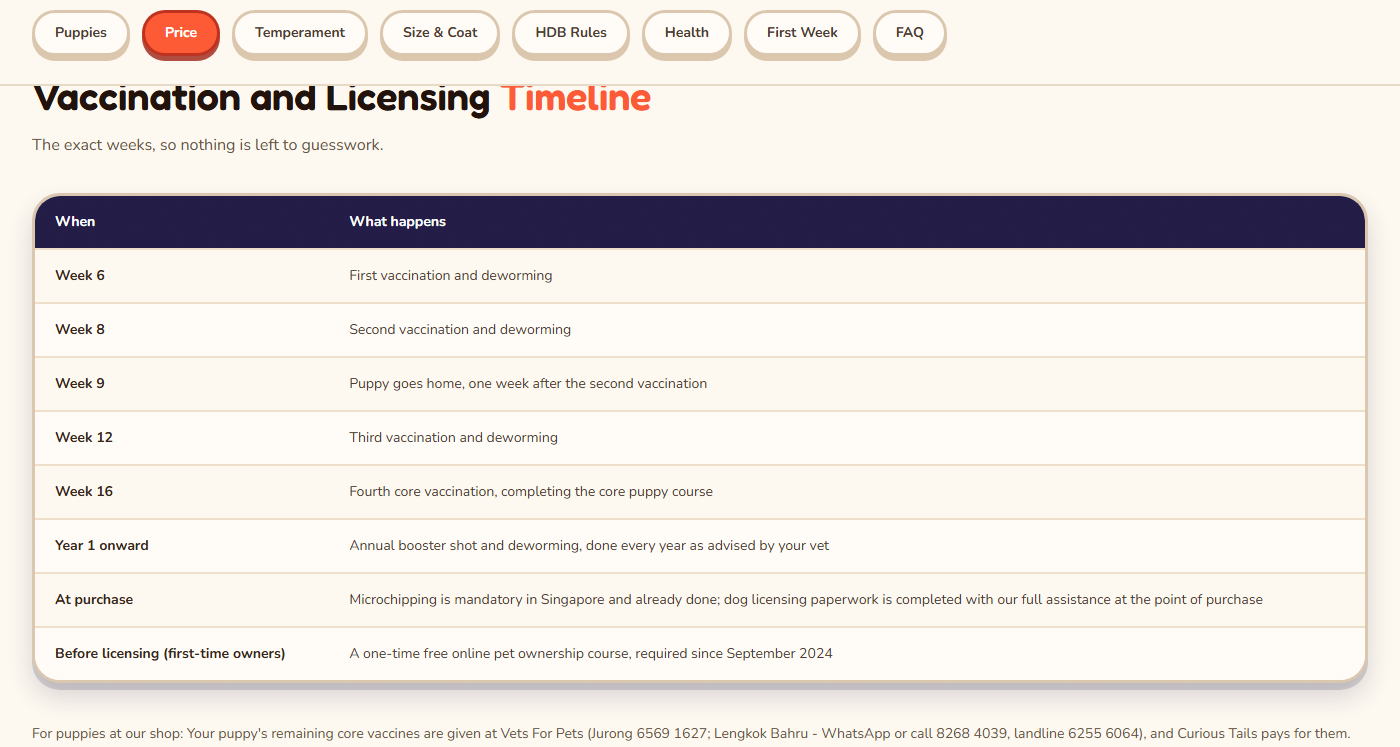 Puppies Price Temperament Size & Coat HDB Rules Health First Week FAQ
Vaccination and Licensing Timeline
The exact weeks, so nothing is left to guesswork.
When What happens
Week 6 First vaccination and deworming
Week 8 Second vaccination and deworming
Week 9 Puppy goes home, one week after the second vaccination
Week 12 Third vaccination and deworming
Week 16 Fourth core vaccination, completing the core puppy course
Year 1 onward Annual booster shot and deworming, done every year as advised by your vet
At purchase Microchipping is mandatory in Singapore and already done; dog licensing paperwork is completed with our full assistance at the point of purchase
Before licensing (first-time owners) A one-time free online pet ownership course, required since September 2024
For puppies at our shop: Your puppy's remaining core vaccines are given at Vets For Pets (Jurong 6569 1627; Lengkok Bahru - WhatsApp or call 8268 4039, landline 6255 6064), and Curious Tails pays for them.